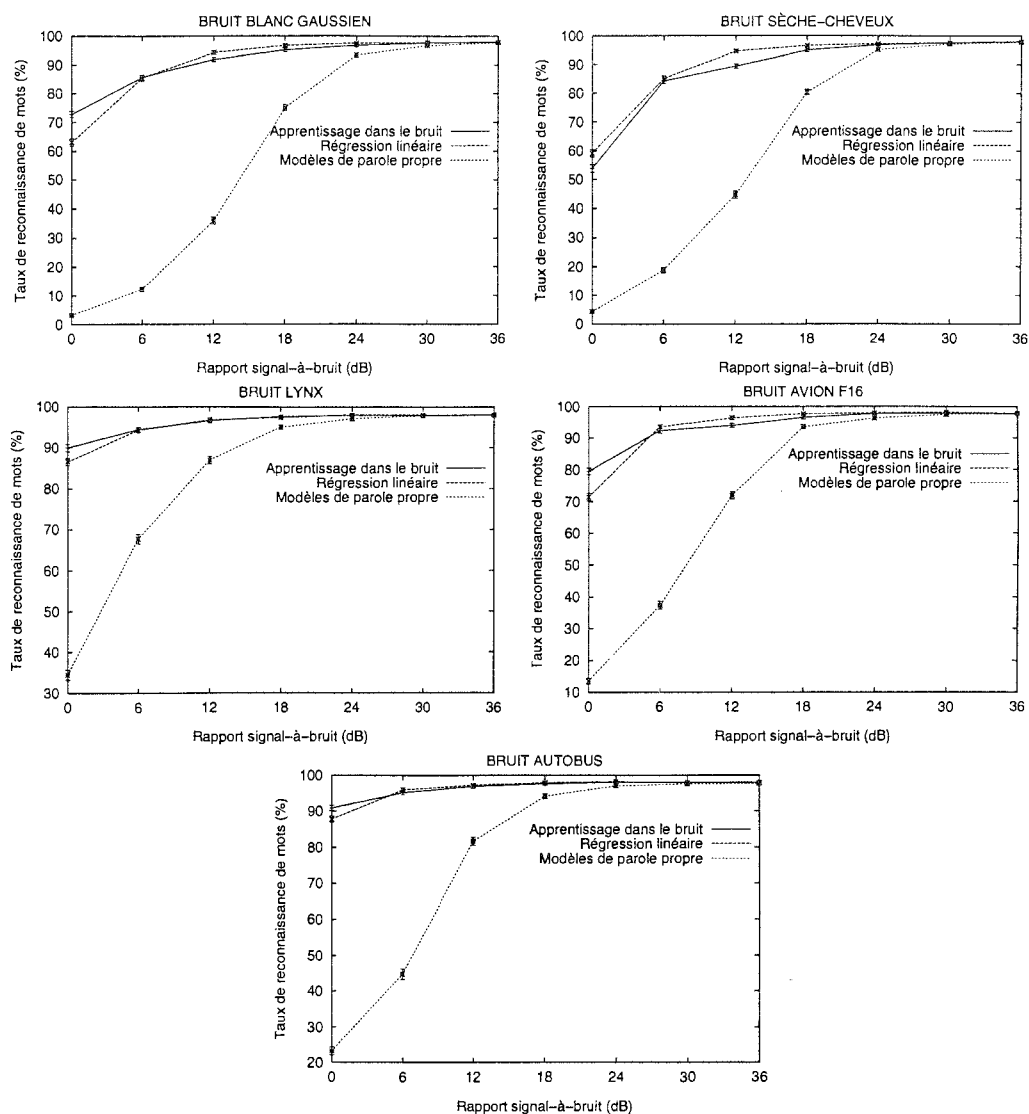 BRUIT BLANC GAUSSIEN
100
90
80
70
60
50
40
30
20
10
0
Taux de reconnaissance de mots (%)
Apprentissage dans le bruit
Régression linéaire
Modèles de parole propre
0 6 12 18 24 30 36
Rapport signal-à-bruit (dB)
BRUIT SÈCHE-CHEVEUX
100
90
80
70
60
50
40
30
20
10
0
Taux de reconnaissance de mots (%)
Apprentissage dans le bruit
Régression linéaire
Modèles de parole propre
0 6 12 18 24 30 36
Rapport signal-à-bruit (dB)
BRUIT LYNX
100
90
80
70
60
50
40
30
Taux de reconnaissance de mots (%)
Apprentissage dans le bruit
Régression linéaire
Modèles de parole propre
0 6 12 18 24 30 36
Rapport signal-à-bruit (dB)
BRUIT AVION F16
100
90
80
70
60
50
40
30
20
10
Taux de reconnaissance de mots (%)
Apprentissage dans le bruit
Régression linéaire
Modèles de parole propre
0 6 12 18 24 30 36
Rapport signal-à-bruit (dB)
BRUIT AUTOBUS
100
90
80
70
60
50
40
30
20
Taux de reconnaissance de mots (%)
Apprentissage dans le bruit
Régression linéaire
Modèles de parole propre
0 6 12 18 24 30 36
Rapport signal-à-bruit (dB)